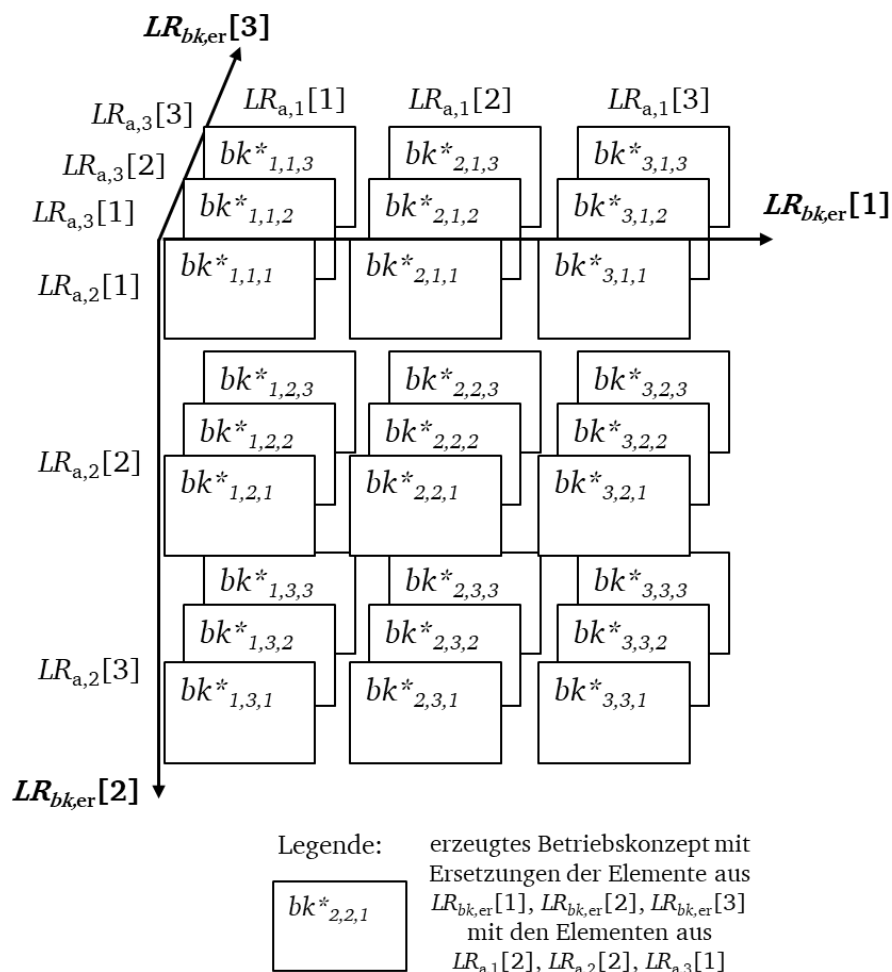 LR_bk,er[3]
LR_a,1[1] LR_a,1[2] LR_a,1[3]
LR_a,3[3]
bk*_1,1,3 bk*_2,1,3 bk*_3,1,3
LR_a,3[2]
LR_a,3[1] bk*_1,1,2 bk*_2,1,2 bk*_3,1,2 LR_bk,er[1]
LR_a,2[1] bk*_1,1,1 bk*_2,1,1 bk*_3,1,1
bk*_1,2,3 bk*_2,2,3 bk*_3,2,3
bk*_1,2,2 bk*_2,2,2 bk*_3,2,2
LR_a,2[2] bk*_1,2,1 bk*_2,2,1 bk*_3,2,1
bk*_1,3,3 bk*_2,3,3 bk*_3,3,3
bk*_1,3,2 bk*_2,3,2 bk*_3,3,2
LR_a,2[3] bk*_1,3,1 bk*_2,3,1 bk*_3,3,1
LR_bk,er[2]
Legende:
bk*_2,2,1
erzeugtes Betriebskonzept mit
Ersetzungen der Elemente aus
LR_bk,er[1], LR_bk,er[2], LR_bk,er[3]
mit den Elementen aus
LR_a,1[2], LR_a,2[2], LR_a,3[1]